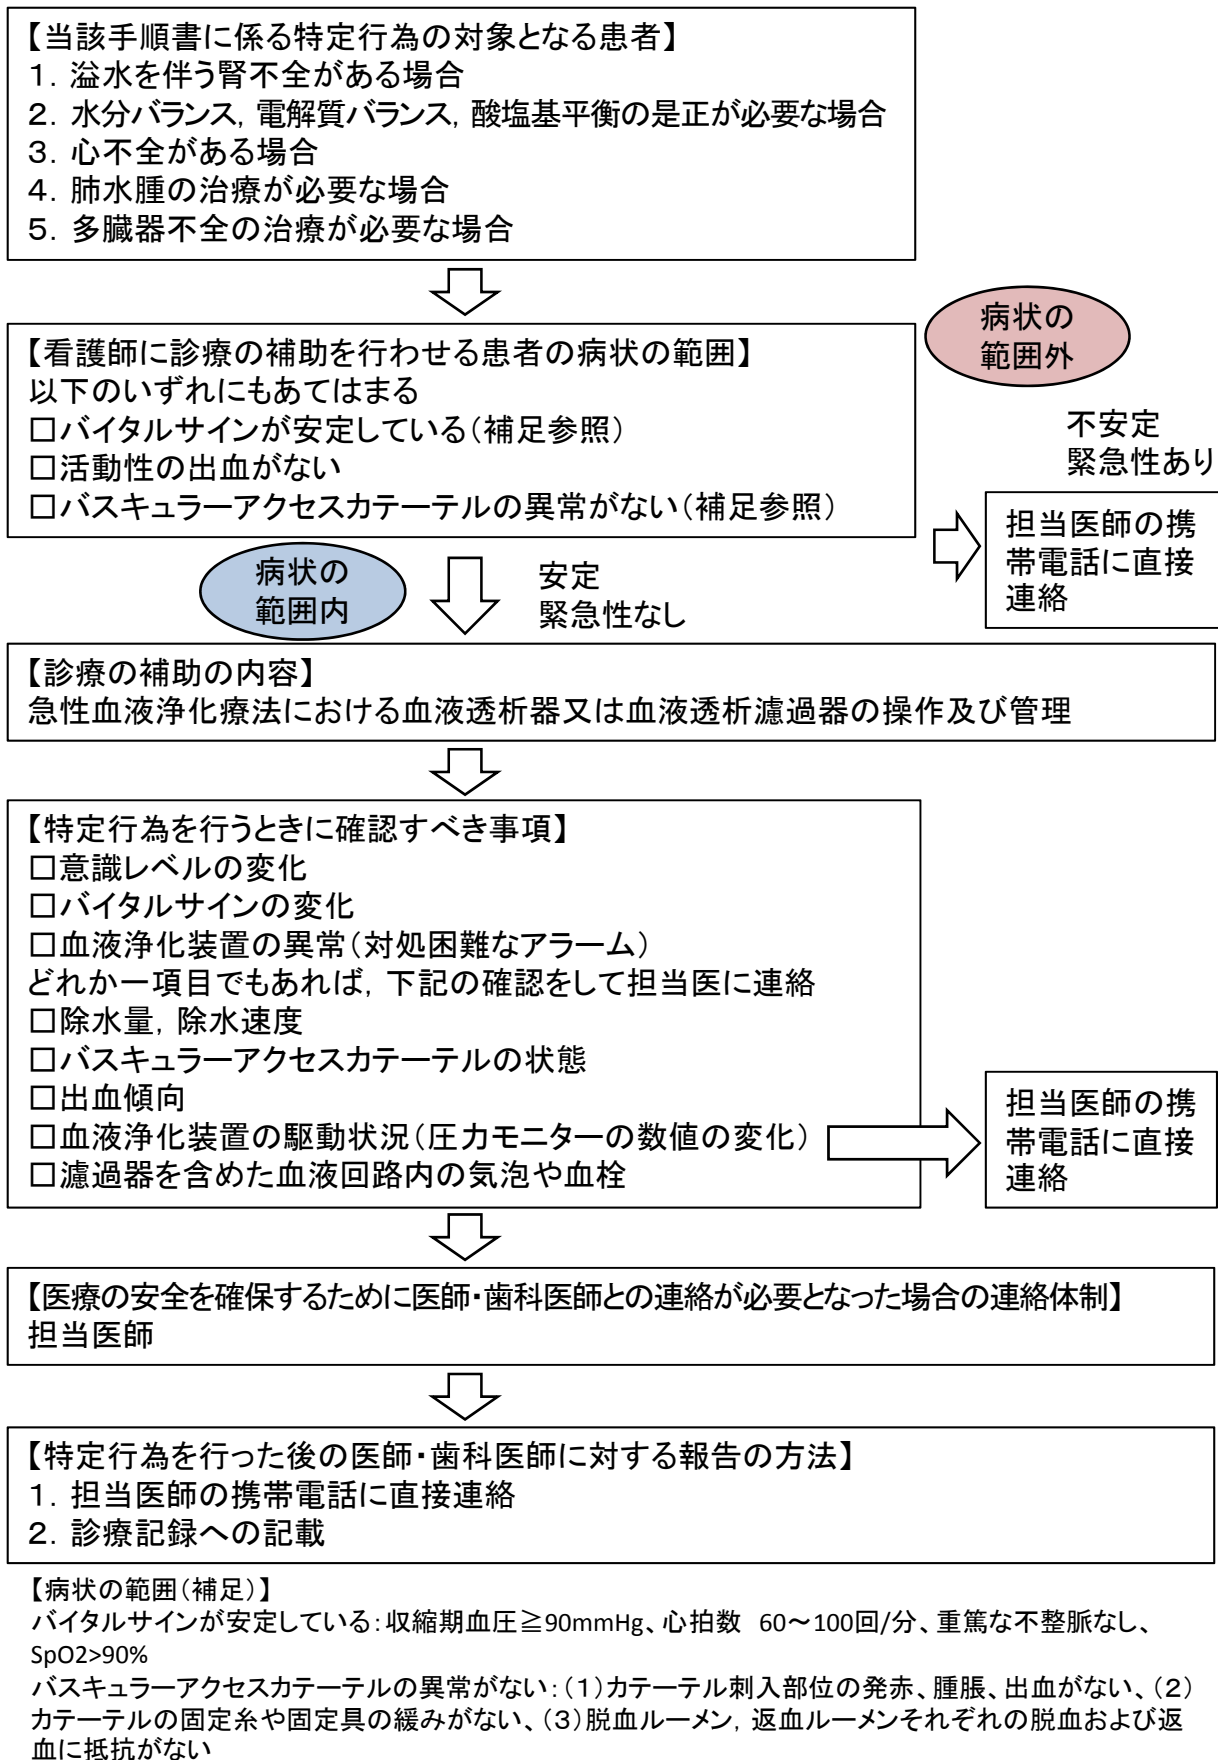 【当該手順書に係る特定行為の対象となる患者】
1．溢水を伴う腎不全がある場合
2．水分バランス，電解質バランス，酸塩基平衡の是正が必要な場合
3．心不全がある場合
4．肺水腫の治療が必要な場合
5．多臓器不全の治療が必要な場合
病状の
範囲外
【看護師に診療の補助を行わせる患者の病状の範囲】
以下のいずれにもあてはまる
□バイタルサインが安定している（補足参照）
□活動性の出血がない
□バスキュラーアクセスカテーテルの異常がない（補足参照）
不安定
緊急性あり
担当医師の携
帯電話に直接
連絡
病状の
範囲内
安定
緊急性なし
【診療の補助の内容】
急性血液浄化療法における血液透析器又は血液透析濾過器の操作及び管理
【特定行為を行うときに確認すべき事項】
□意識レベルの変化
□バイタルサインの変化
□血液浄化装置の異常（対処困難なアラーム）
どれか一項目でもあれば，下記の確認をして担当医に連絡
□除水量，除水速度
□バスキュラーアクセスカテーテルの状態
□出血傾向
□血液浄化装置の駆動状況（圧力モニターの数値の変化）
□濾過器を含めた血液回路内の気泡や血栓
担当医師の携
帯電話に直接
連絡
【医療の安全を確保するために医師・歯科医師との連絡が必要となった場合の連絡体制】
担当医師
【特定行為を行った後の医師・歯科医師に対する報告の方法】
1．担当医師の携帯電話に直接連絡
2．診療記録への記載
【病状の範囲（補足）】
バイタルサインが安定している：収縮期血圧≧90mmHg、心拍数　60～100回/分、重篤な不整脈なし、
SpO2>90%
バスキュラーアクセスカテーテルの異常がない：（1）カテーテル刺入部位の発赤、腫脹、出血がない、（2）
カテーテルの固定糸や固定具の緩みがない、（3）脱血ルーメン，返血ルーメンそれぞれの脱血および返
血に抵抗がない